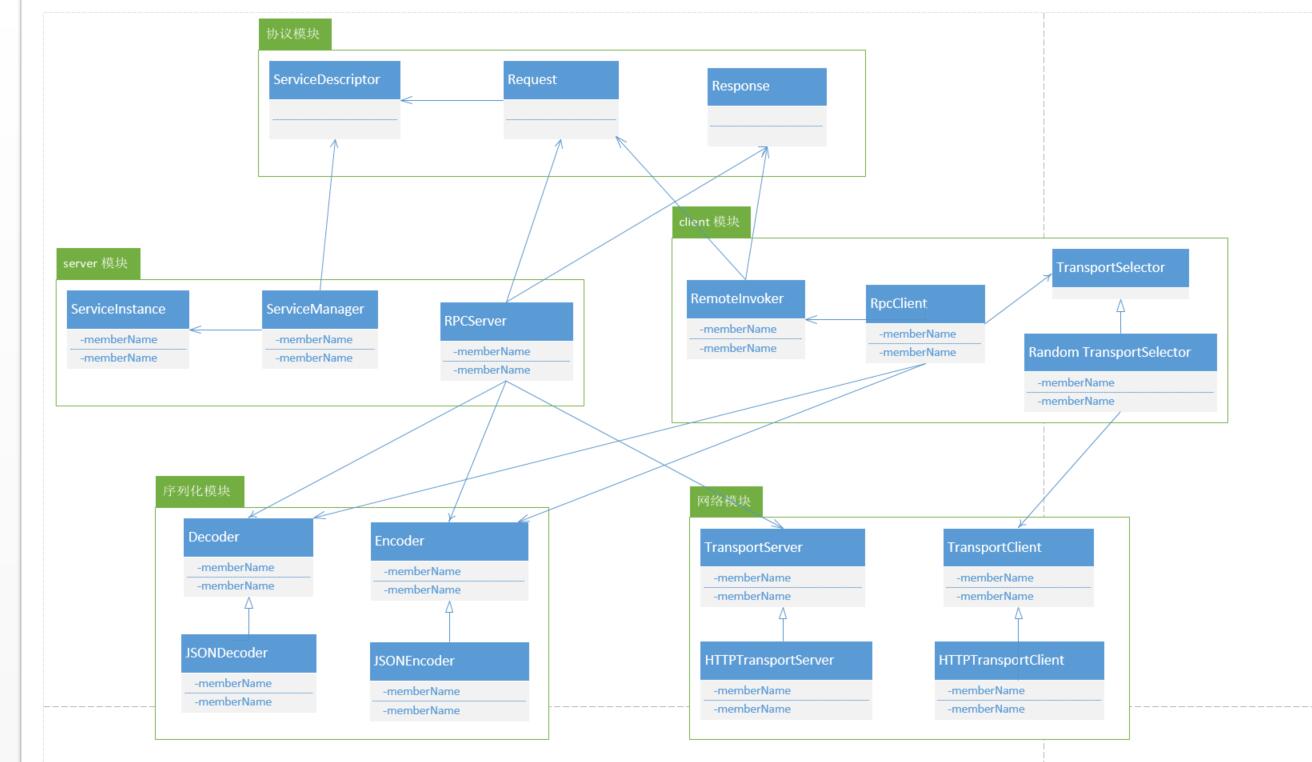 协议模块
ServiceDescriptor
Request
Response
server 模块
ServiceInstance
-memberName
-memberName
ServiceManager
-memberName
-memberName
RPCServer
-memberName
-memberName
client 模块
RemoteInvoker
-memberName
-memberName
RpcClient
-memberName
-memberName
TransportSelector
Random TransportSelector
-memberName
-memberName
序列化模块
Decoder
-memberName
-memberName
Encoder
-memberName
-memberName
JSONDecoder
-memberName
-memberName
JSONEncoder
-memberName
-memberName
网络模块
TransportServer
-memberName
-memberName
TransportClient
-memberName
-memberName
HTTPTransportServer
-memberName
-memberName
HTTPTransportClient
-memberName
-memberName